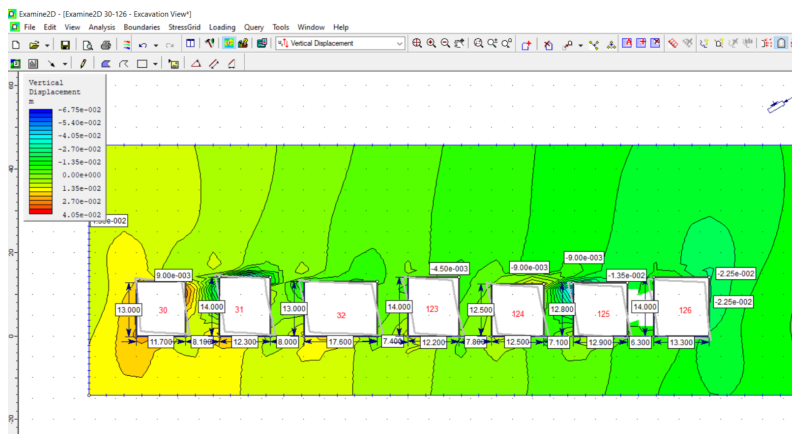 Examine2D - [Examine2D 30-126 - Excavation View*]
File Edit View Analysis Boundaries StressGrid Loading Query Tools Window Help
Vertical Displacement
Vertical
Displacement
m
-6.75e-002
-5.40e-002
-4.05e-002
-2.70e-002
-1.35e-002
0.00e+000
1.35e-002
2.70e-002
4.05e-002
60
40
20
0
-20
e-002
9.00e-003
-4.50e-003
-9.00e-003
-9.00e-003
-1.35e-002
-2.25e-002
-2.25e-002
13.000
30
14.000
31
13.000
32
14.000
123
12.500
124
12.800
125
14.000
126
11.700
8.100
12.300
8.000
17.600
7.400
12.200
7.800
12.500
7.100
12.900
6.300
13.300